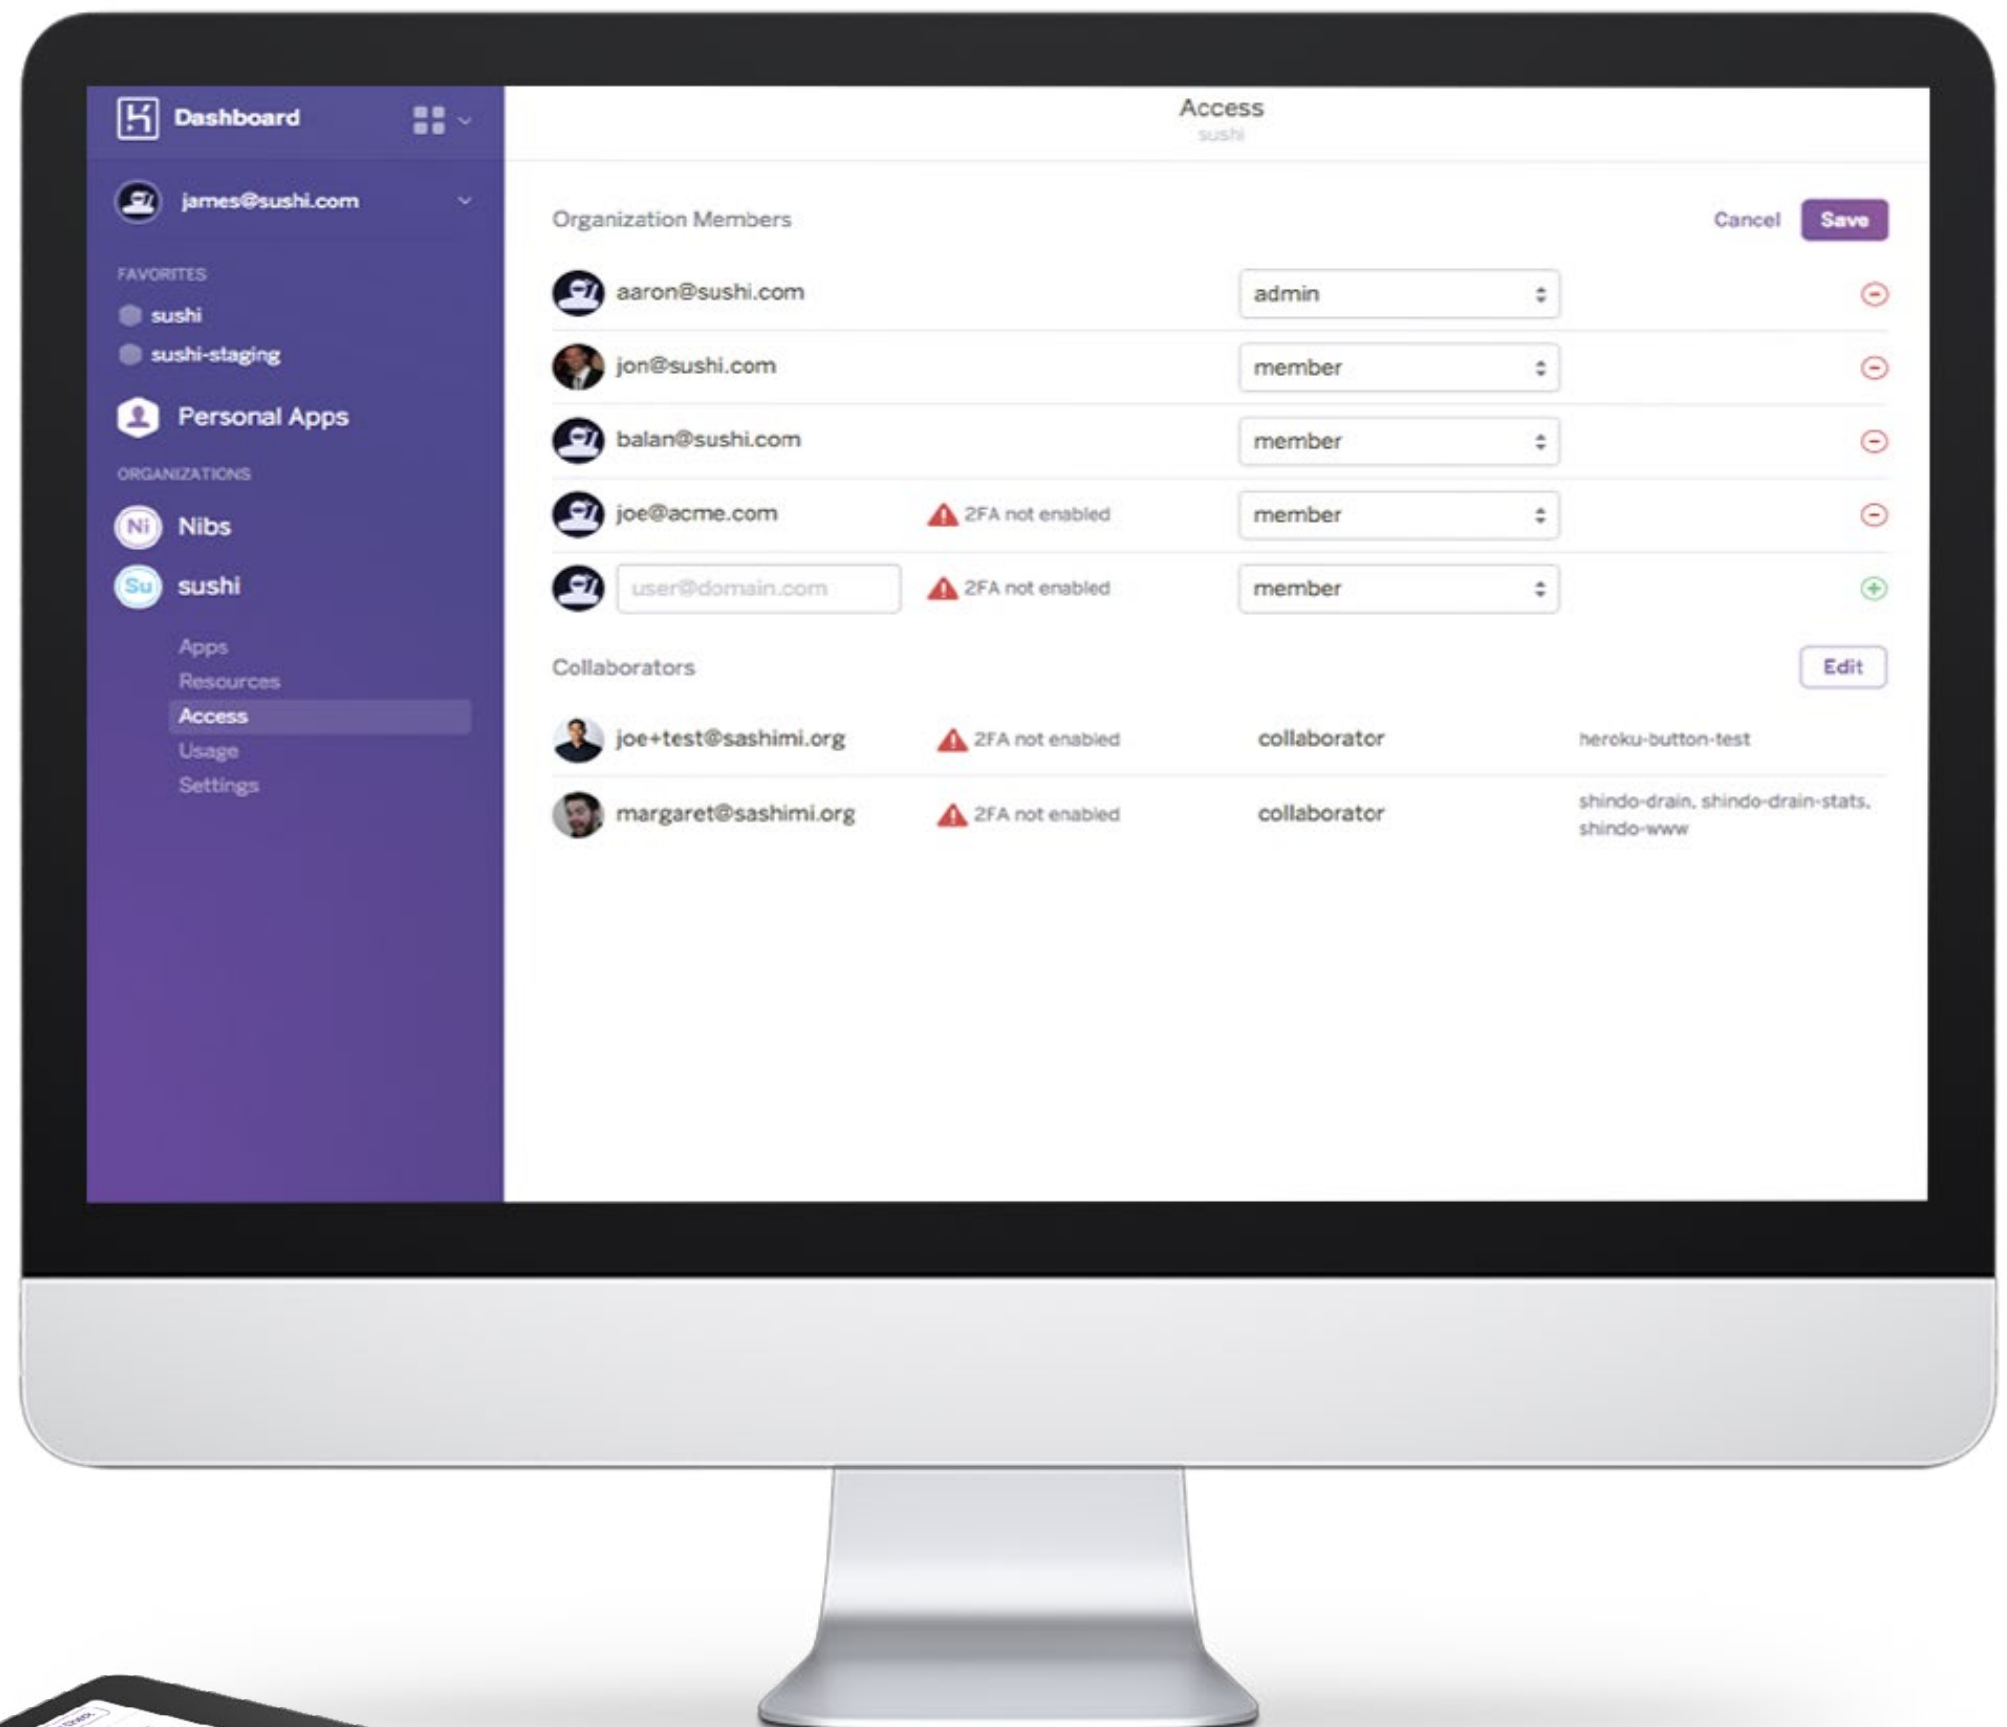 Dashboard
james@sushi.com
FAVORITES
sushi
sushi-staging
Personal Apps
ORGANIZATIONS
Ni Nibs
Su sushi
Apps
Resources
Access
Usage
Settings
Access
sushi
Organization Members Cancel Save
aaron@sushi.com admin
jon@sushi.com member
balan@sushi.com member
joe@acme.com 2FA not enabled member
user@domain.com 2FA not enabled member
Collaborators Edit
joe+test@sashimi.org 2FA not enabled collaborator heroku-button-test
margaret@sashimi.org 2FA not enabled collaborator shindo-drain, shindo-drain-stats,
shindo-www